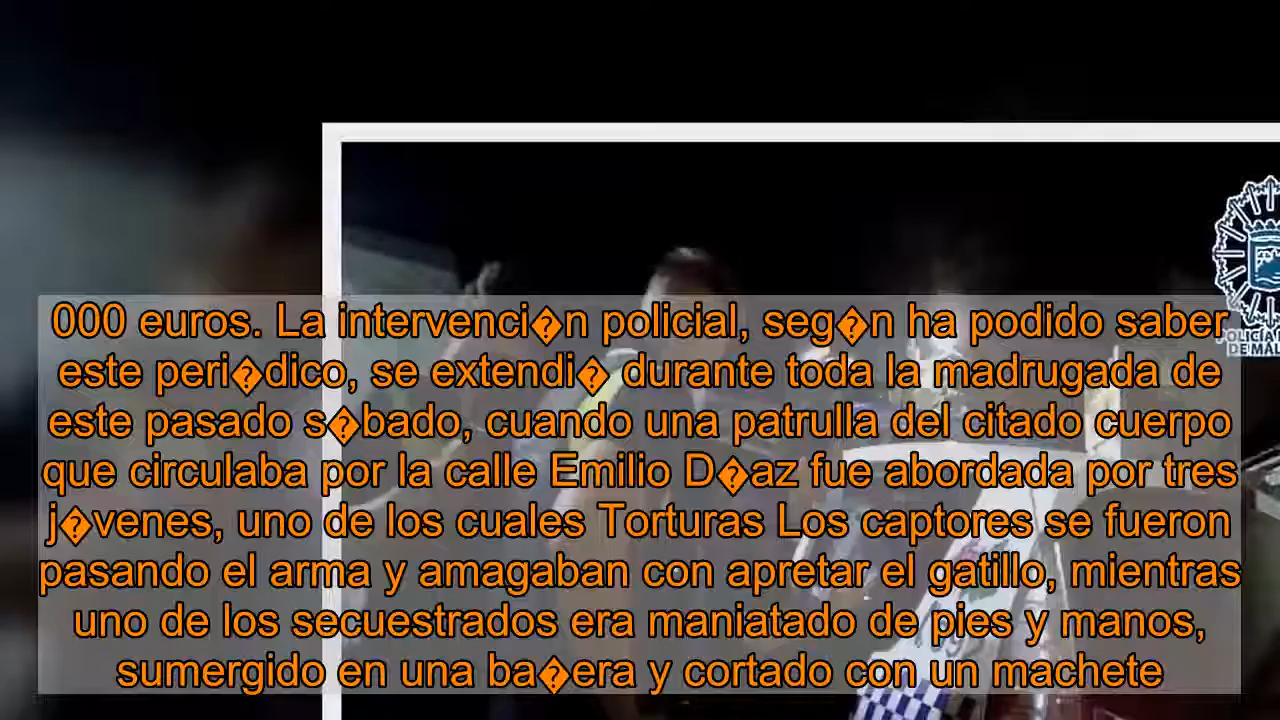 POLICÍA
DE MÁL
000 euros. La intervenci�n policial, seg�n ha podido saber
este peri�dico, se extendi� durante toda la madrugada de
este pasado s�bado, cuando una patrulla del citado cuerpo
que circulaba por la calle Emilio D�az fue abordada por tres
j�venes, uno de los cuales Torturas Los captores se fueron
pasando el arma y amagaban con apretar el gatillo, mientras
uno de los secuestrados era maniatado de pies y manos,
sumergido en una ba�era y cortado con un machete